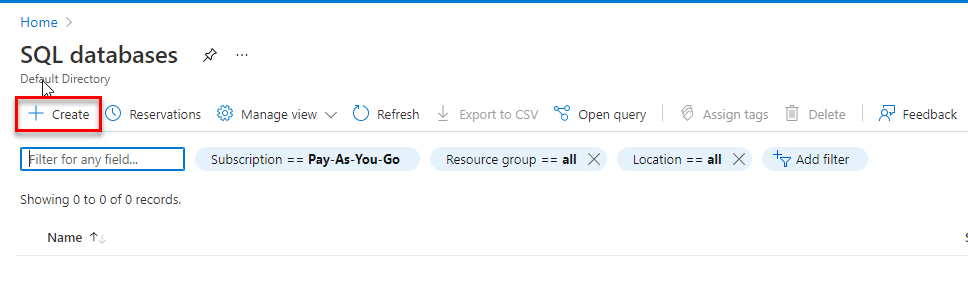 Home
SQL databases
Default Directory
Create Reservations Manage view Refresh Export to CSV Open query Assign tags Delete Feedback
Filter for any field... Subscription == Pay-As-You-Go Resource group == all Location == all Add filter
Showing 0 to 0 of 0 records.
Name